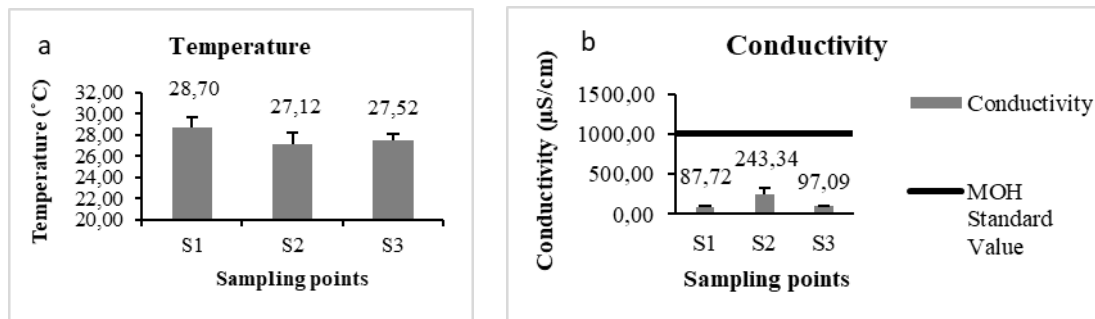 a
Temperature
Temperature (˚C)
32,00
30,00
28,00
26,00
24,00
22,00
20,00
28,70
27,12
27,52
S1 S2 S3
Sampling points
b
Conductivity
Conductivity (µS/cm)
1500,00
1000,00
500,00
0,00
87,72
243,34
97,09
S1 S2 S3
Sampling points
Conductivity
MOH
Standard
Value